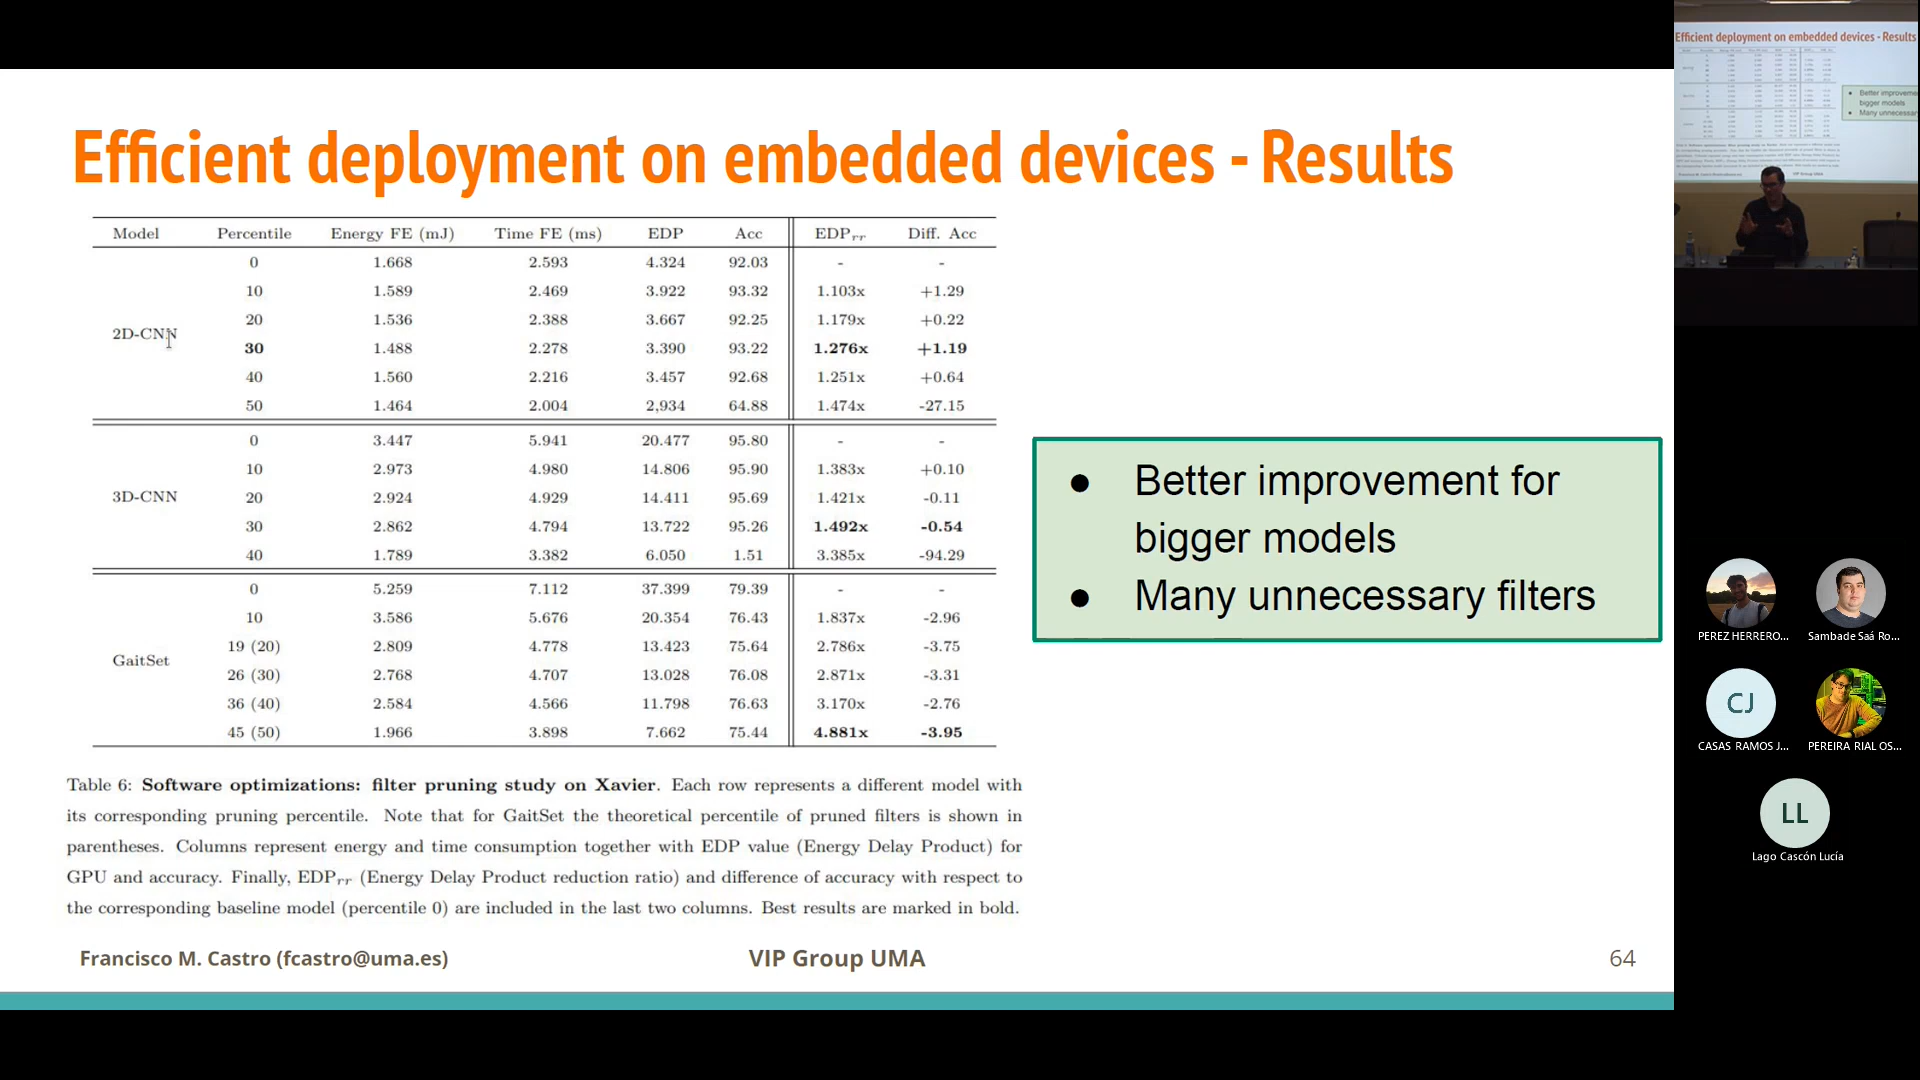 Efficient deployment on embedded devices - Results
Model Percentile Energy FE (mJ) Time FE (ms) EDP Acc EDPrr Diff. Acc
0 1.668 2.593 4.324 92.03 - -
10 1.589 2.469 3.922 93.32 1.103x +1.29
20 1.536 2.388 3.667 92.25 1.179x +0.22
2D-CNN
30 1.488 2.278 3.390 93.22 1.276x +1.19
40 1.560 2.216 3.457 92.68 1.251x +0.64
50 1.464 2.004 2,934 64.88 1.474x -27.15
0 3.447 5.941 20.477 95.80 - -
10 2.973 4.980 14.806 95.90 1.383x +0.10
3D-CNN 20 2.924 4.929 14.411 95.69 1.421x -0.11
30 2.862 4.794 13.722 95.26 1.492x -0.54
40 1.789 3.382 6.050 1.51 3.385x -94.29
0 5.259 7.112 37.399 79.39 - -
10 3.586 5.676 20.354 76.43 1.837x -2.96
19 (20) 2.809 4.778 13.423 75.64 2.786x -3.75
GaitSet
26 (30) 2.768 4.707 13.028 76.08 2.871x -3.31
36 (40) 2.584 4.566 11.798 76.63 3.170x -2.76
45 (50) 1.966 3.898 7.662 75.44 4.881x -3.95
Table 6: Software optimizations: filter pruning study on Xavier. Each row represents a different model with
its corresponding pruning percentile. Note that for GaitSet the theoretical percentile of pruned filters is shown in
parentheses. Columns represent energy and time consumption together with EDP value (Energy Delay Product) for
GPU and accuracy. Finally, EDPrr (Energy Delay Product reduction ratio) and difference of accuracy with respect to
the corresponding baseline model (percentile 0) are included in the last two columns. Best results are marked in bold.
● Better improvement for
bigger models
● Many unnecessary filters
Francisco M. Castro (fcastro@uma.es) VIP Group UMA 64
Efficient deployment on embedded devices - Results
● Better improveme
bigger models
● Many unnecessar
VIP Group UMA
PEREZ HERRERO... Sambade Saá Ro...
CJ
CASAS RAMOS J... PEREIRA RIAL OS...
LL
Lago Cascón Lucía